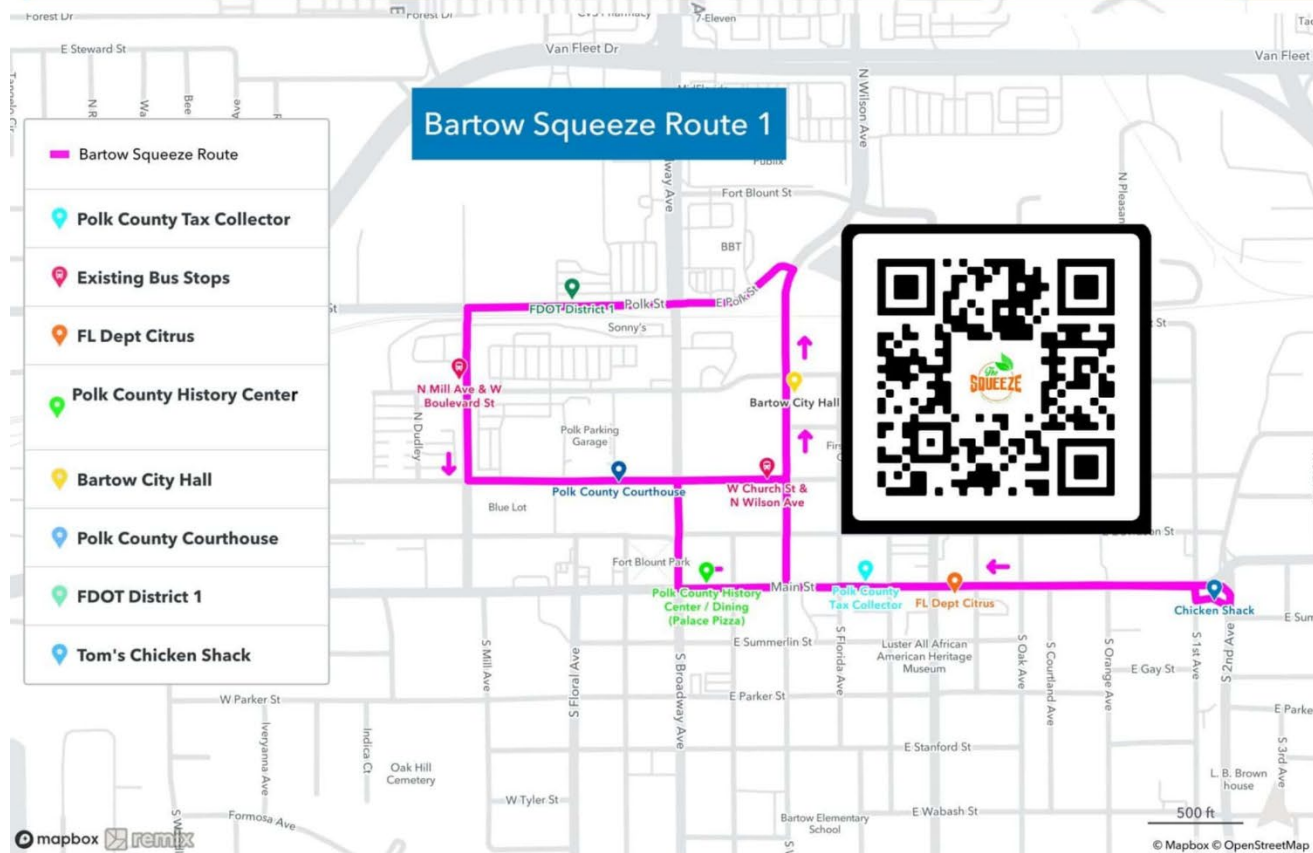 Forest Dr
Forest Dr
CVS Pharmacy
7-Eleven
E Steward St
Van Fleet Dr
Van Fleet
N Wilson Ave
Bartow Squeeze Route 1
Publix
Fort Blount St
BBT
Bartow Squeeze Route
Polk County Tax Collector
Existing Bus Stops
FL Dept Citrus
Polk County History Center
Bartow City Hall
Polk County Courthouse
FDOT District 1
Tom's Chicken Shack
FDOT District 1
Polk St
E Polk St
Sonny's
N Mill Ave & W
Boulevard St
N Dudley
Polk Parking
Garage
Bartow City Hall
The
SQUEEZE
Polk County Courthouse
W Church St &
N Wilson Ave
Blue Lot
Fort Blount Park
Main St
Polk County History
Center / Dining
(Palace Pizza)
Polk County
Tax Collector
FL Dept Citrus
Chicken Shack
E Summerlin St
Luster All African
American Heritage
Museum
E Gay St
S Mill Ave
S Floral Ave
S Broadway Ave
S Florida Ave
S Oak Ave
S Courtland Ave
S Orange Ave
S 1st Ave
S 2nd Ave
S 3rd Ave
W Parker St
E Parker St
Iveryanna Ave
Indica Ct
Oak Hill
Cemetery
E Stanford St
L. B. Brown
house
W Tyler St
E Wabash St
Formosa Ave
Bartow Elementary
School
500 ft
mapbox
remix
© Mapbox © OpenStreetMap